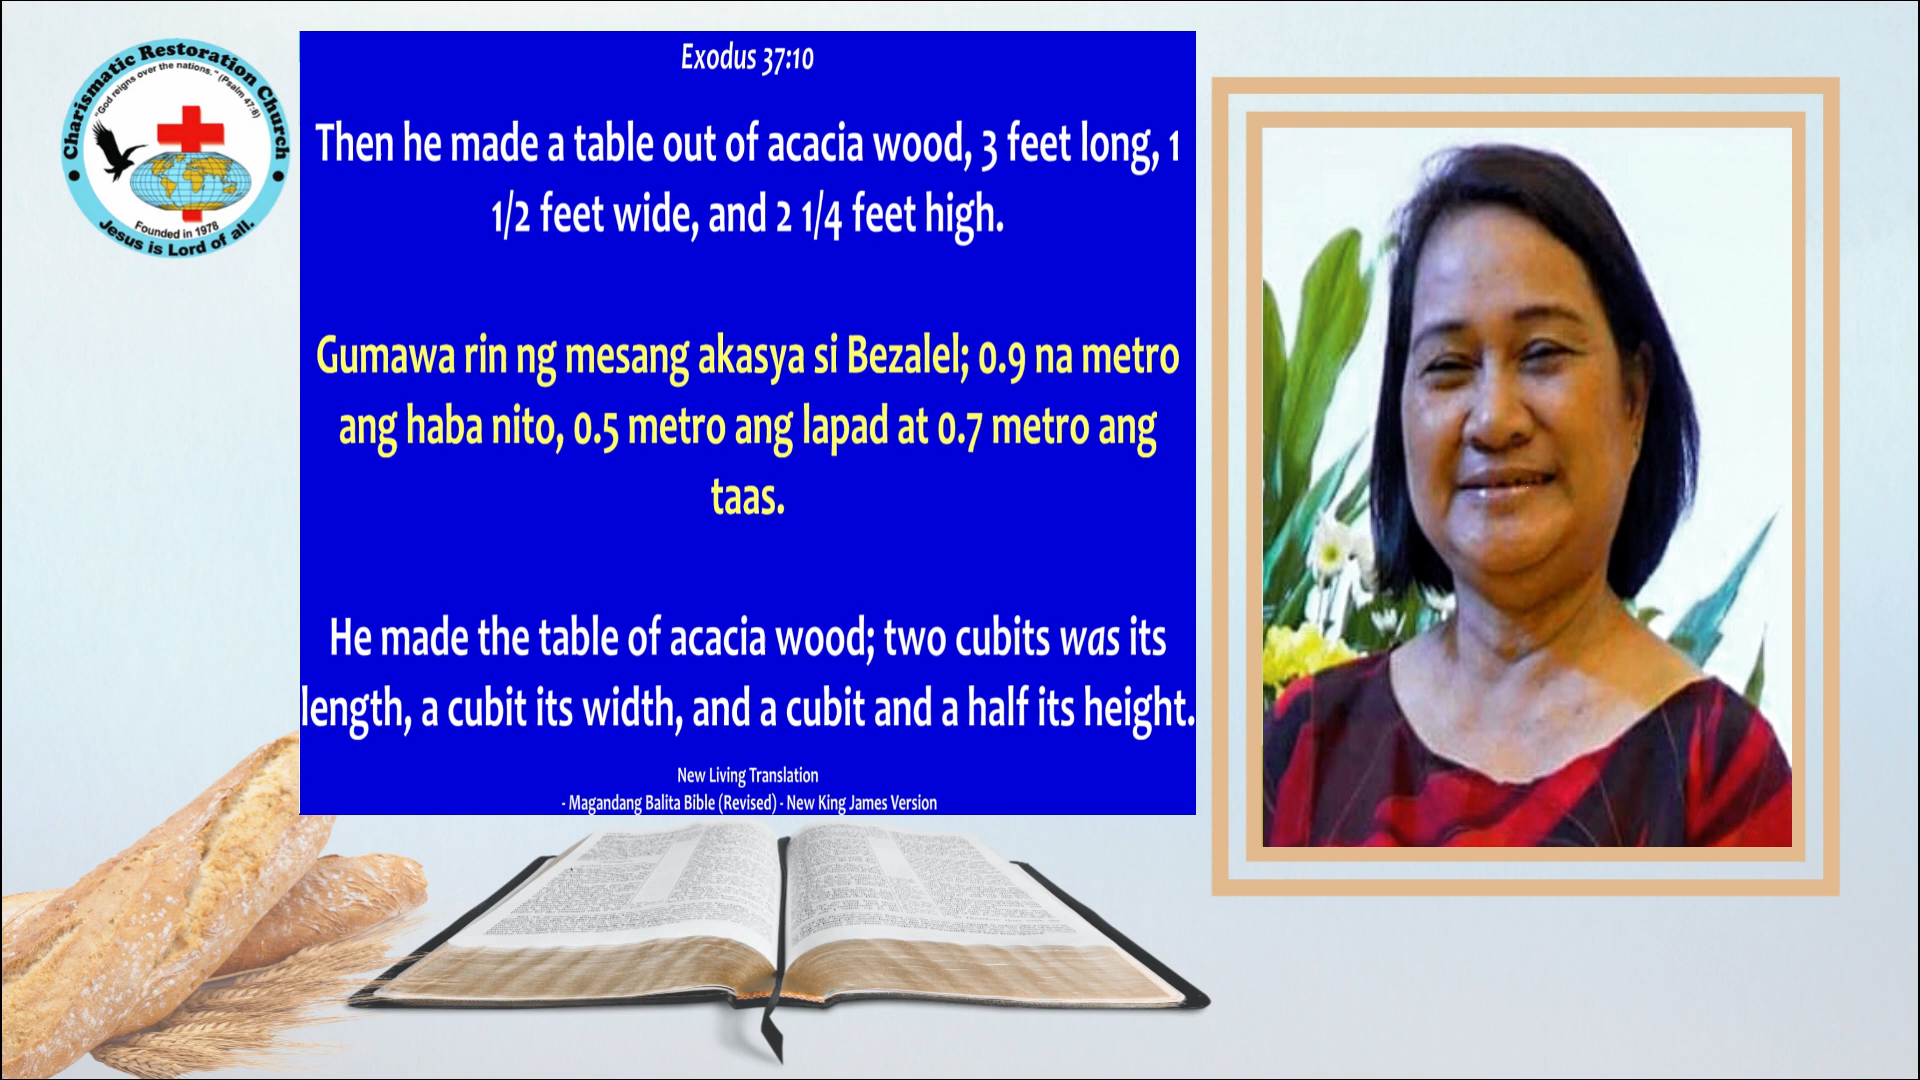 Charismatic Restoration Church
"God reigns over the nations." (Psalm 47:8)
Founded in 1978
Jesus is Lord of all.
Exodus 37:10
Then he made a table out of acacia wood, 3 feet long, 1
1/2 feet wide, and 2 1/4 feet high.
Gumawa rin ng mesang akasya si Bezalel; 0.9 na metro
ang haba nito, 0.5 metro ang lapad at 0.7 metro ang
taas.
He made the table of acacia wood; two cubits was its
length, a cubit its width, and a cubit and a half its height.
New Living Translation
- Magandang Balita Bible (Revised) - New King James Version